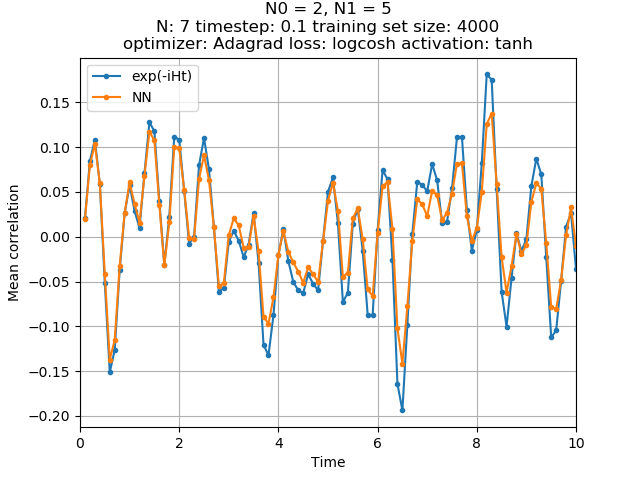 N0 = 2, N1 = 5
N: 7 timestep: 0.1 training set size: 4000
optimizer: Adagrad loss: logcosh activation: tanh
exp(-iHt)
NN
Mean correlation
0.15
0.10
0.05
0.00
−0.05
−0.10
−0.15
−0.20
0 2 4 6 8 10
Time